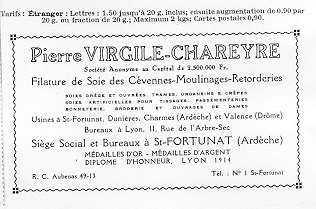 Tarifs : Étranger : Lettres : 1.50 jusqu'à 20 g. inclus; ensuite augmentation de 0.90 par
20 g. ou fraction de 20 g.; Maximum 2 kgs; Cartes postales 0,90.
Pierre VIRGILE-CHAREYRE
Société Anonyme au Capital de 2.500.000 Fr.
Filature de Soie des Cévennes-Moulinages-Retorderies
SOIES GRÈGE ET OUVRÉES, TRAMES, ORGANSINS & CRÊPES
SOIES ARTIFICIELLES POUR TISSAGES, PASSEMENTERIES
BONNETERIE, BRODERIE ET OUVRAGES DE DAMES
Usines à St-Fortunat, Dunières, Charmes (Ardèche) et Valence (Drôme)
Bureaux à Lyon, 11, Rue de l'Arbre-Sec
Siège Social et Bureaux à St-FORTUNAT (Ardèche)
MÉDAILLES D'OR - MÉDAILLES D'ARGENT
DIPLOME D'HONNEUR, LYON 1914
R. C. Aubenas 49-13 Tél. : N° 1 St-Fortunat